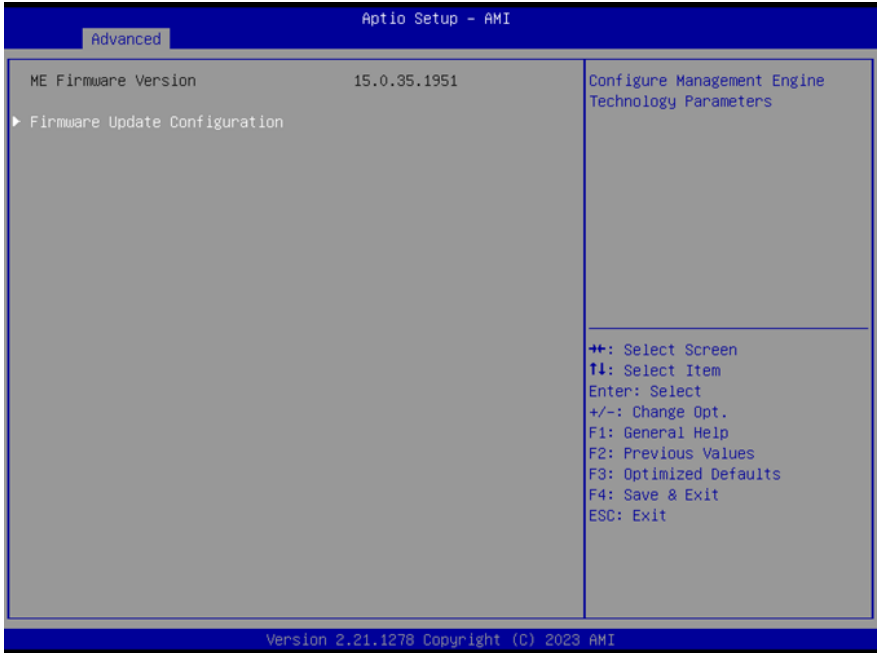 Aptio Setup – AMI
Advanced
ME Firmware Version 15.0.35.1951
▶ Firmware Update Configuration
Configure Management Engine
Technology Parameters
→←: Select Screen
↑↓: Select Item
Enter: Select
+/-: Change Opt.
F1: General Help
F2: Previous Values
F3: Optimized Defaults
F4: Save & Exit
ESC: Exit
Version 2.21.1278 Copyright (C) 2023 AMI